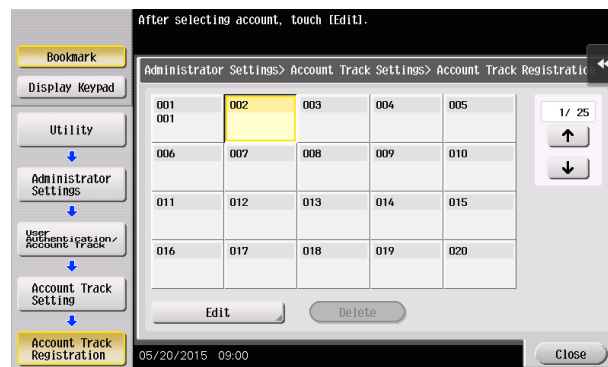 After selecting account, touch [Edit].
Bookmark
Display Keypad
Utility
Administrator
Settings
User
Authentication/
Account Track
Account Track
Setting
Account Track
Registration
Administrator Settings> Account Track Settings> Account Track Registration
001 002 003 004 005
001
006 007 008 009 010
011 012 013 014 015
016 017 018 019 020
1/ 25
Edit Delete
05/20/2015 09:00
Close